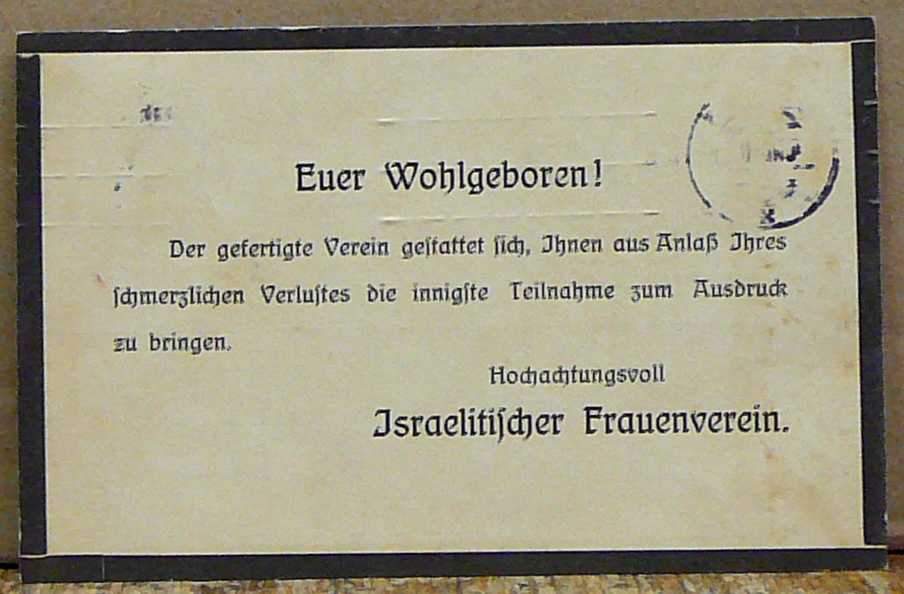 Euer Wohlgeboren!
Der gefertigte Verein geſtattet ſich, Ihnen aus Anlaß Ihres
ſchmerzlichen Verluſtes die innigſte Teilnahme zum Ausdruck
zu bringen.
Hochachtungsvoll
Israelitiſcher Frauenverein.